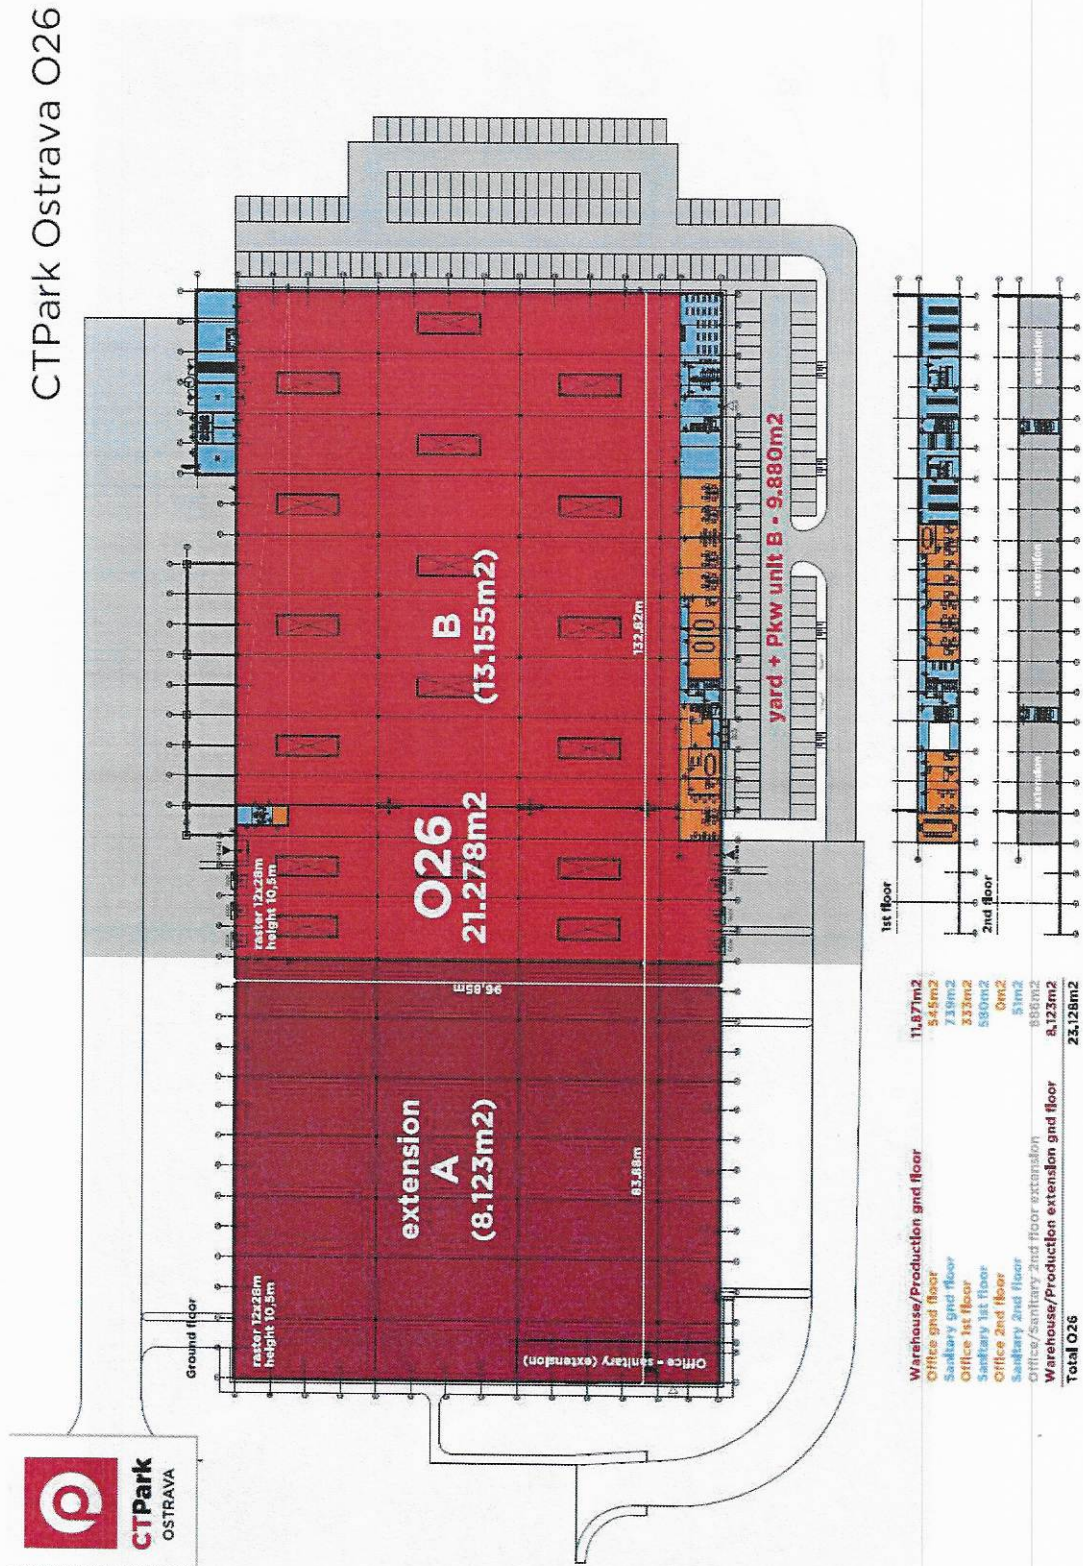 CTPark Ostrava O26
CTPark
OSTRAVA
Ground floor
raster 12x28m
height 10,5m
extension
A
(8.123m2)
83,88m
Office - sanitary (extension)
96,85m
raster 12x28m
height 10,5m
O26
21.278m2
B
(13.155m2)
132,82m
yard + Pkw unit B - 9.880m2
1st floor
2nd floor
extention
extention
extention
Warehouse/Production gnd floor 11.871m2
Office gnd floor 545m2
Sanitary gnd floor 739m2
Office 1st floor 333m2
Sanitary 1st floor 580m2
Office 2nd floor 0m2
Sanitary 2nd floor 51m2
Office/Sanitary 2nd floor extension 886m2
Warehouse/Production extension gnd floor 8.123m2
Total O26 23.128m2